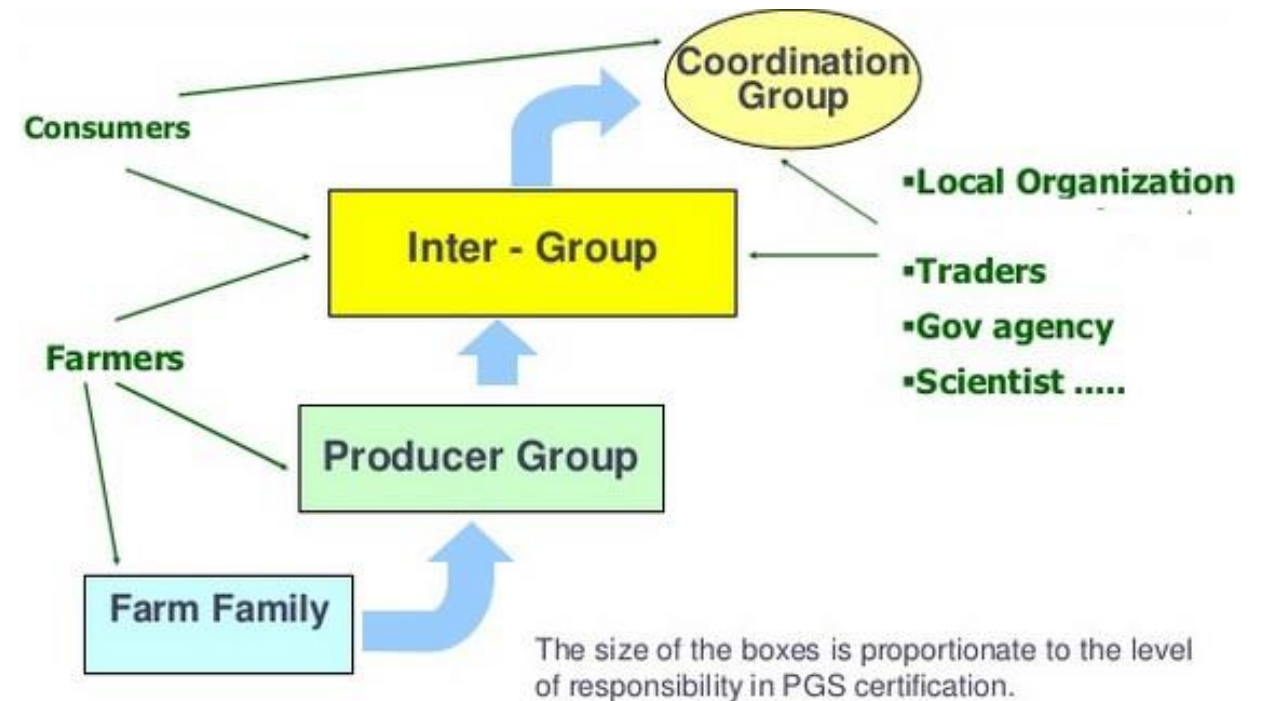 Coordination
Group
Consumers
▪Local Organization
Inter - Group
▪Traders
▪Gov agency
Farmers
▪Scientist .....
Producer Group
Farm Family
The size of the boxes is proportionate to the level
of responsibility in PGS certification.